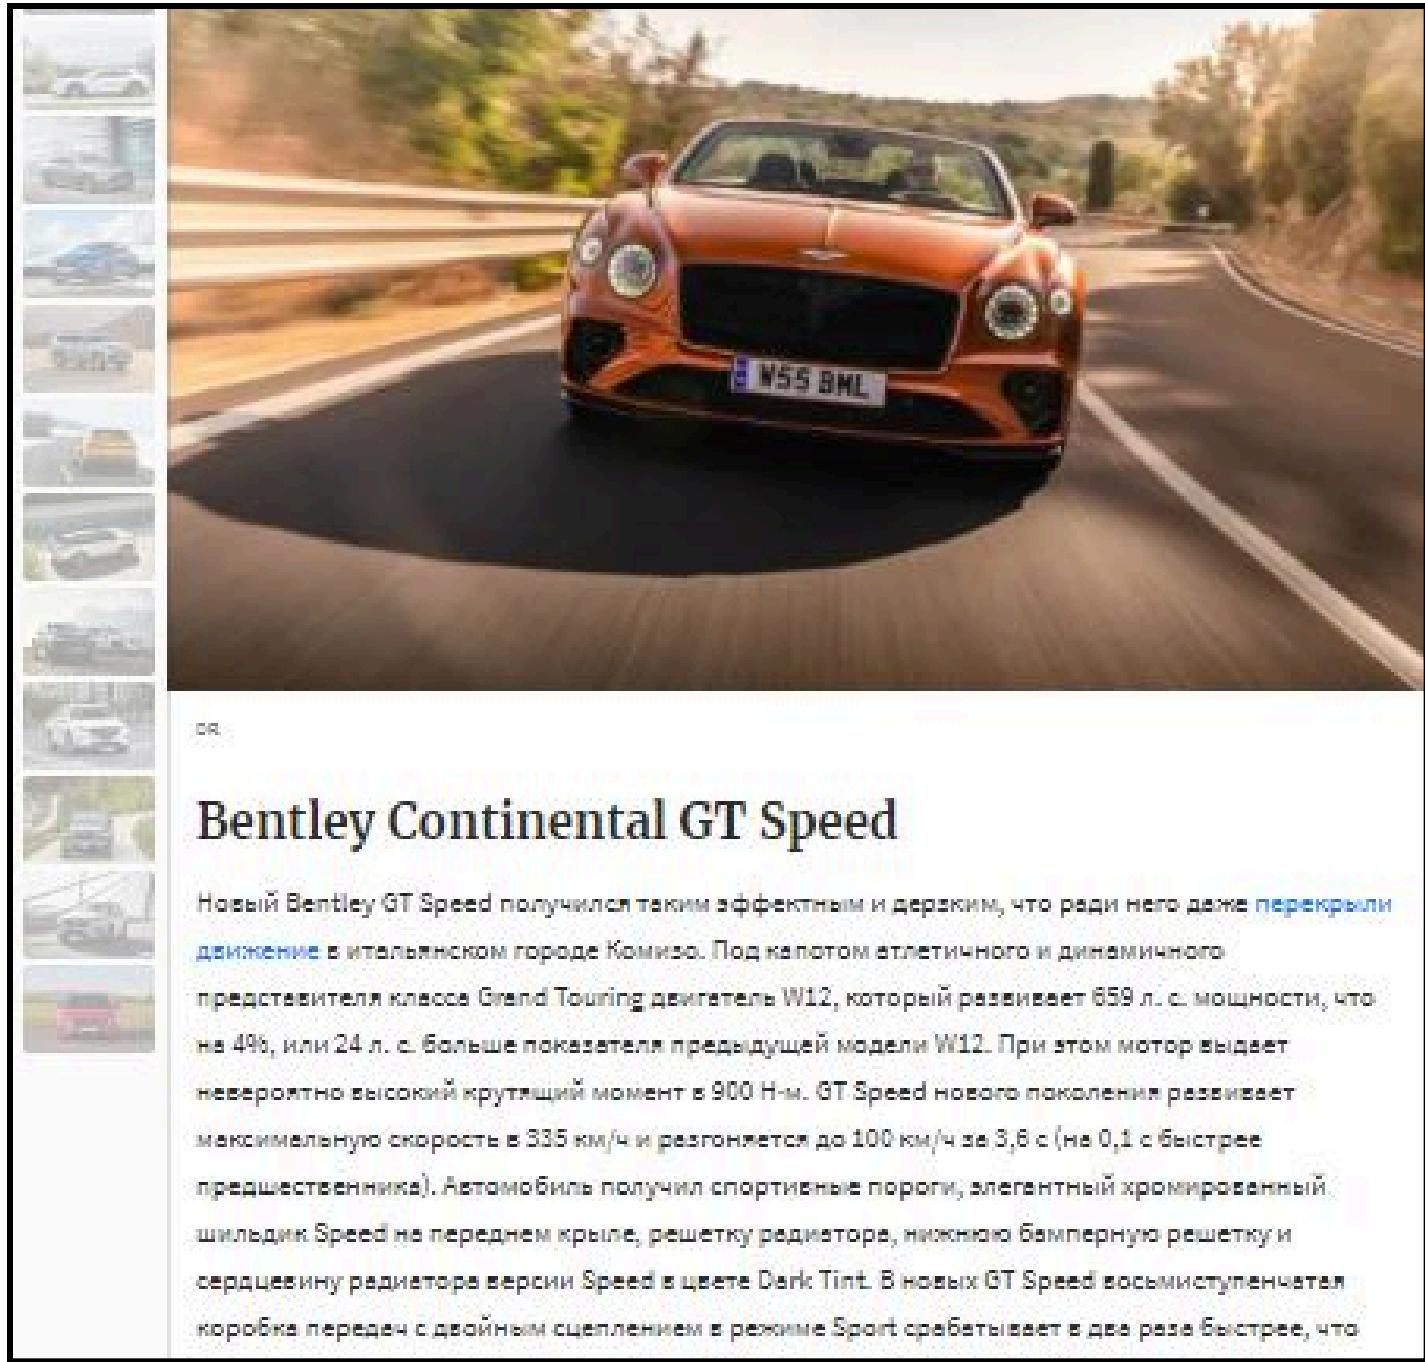 W55 BML
DR
Bentley Continental GT Speed
Новый Bentley GT Speed получился таким эффектным и дерзким, что ради него даже перекрыли
движение в итальянском городе Комизо. Под капотом атлетичного и динамичного
представителя класса Grand Touring двигатель W12, который развивает 659 л. с. мощности, что
на 4%, или 24 л. с. больше показателя предыдущей модели W12. При этом мотор выдает
невероятно высокий крутящий момент в 900 Н·м. GT Speed нового поколения развивает
максимальную скорость в 335 км/ч и разгоняется до 100 км/ч за 3,6 с (на 0,1 с быстрее
предшественника). Автомобиль получил спортивные пороги, элегантный хромированный
шильдик Speed на переднем крыле, решетку радиатора, нижнюю бамперную решетку и
сердцевину радиатора версии Speed в цвете Dark Tint. В новых GT Speed восьмиступенчатая
коробка передач с двойным сцеплением в режиме Sport срабатывает в два раза быстрее, что